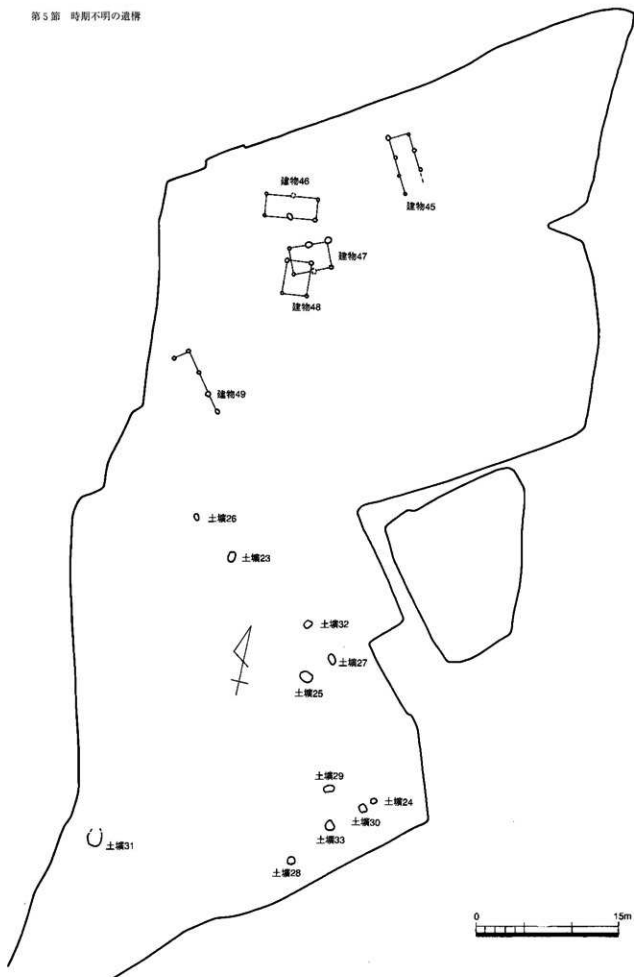 第5節 時期不明の遺構
建物45
建物46
建物47
建物48
建物49
土壙26
土壙23
土壙32
土壙27
土壙25
土壙29
土壙24
土壙30
土壙33
土壙31
土壙28
0 15m